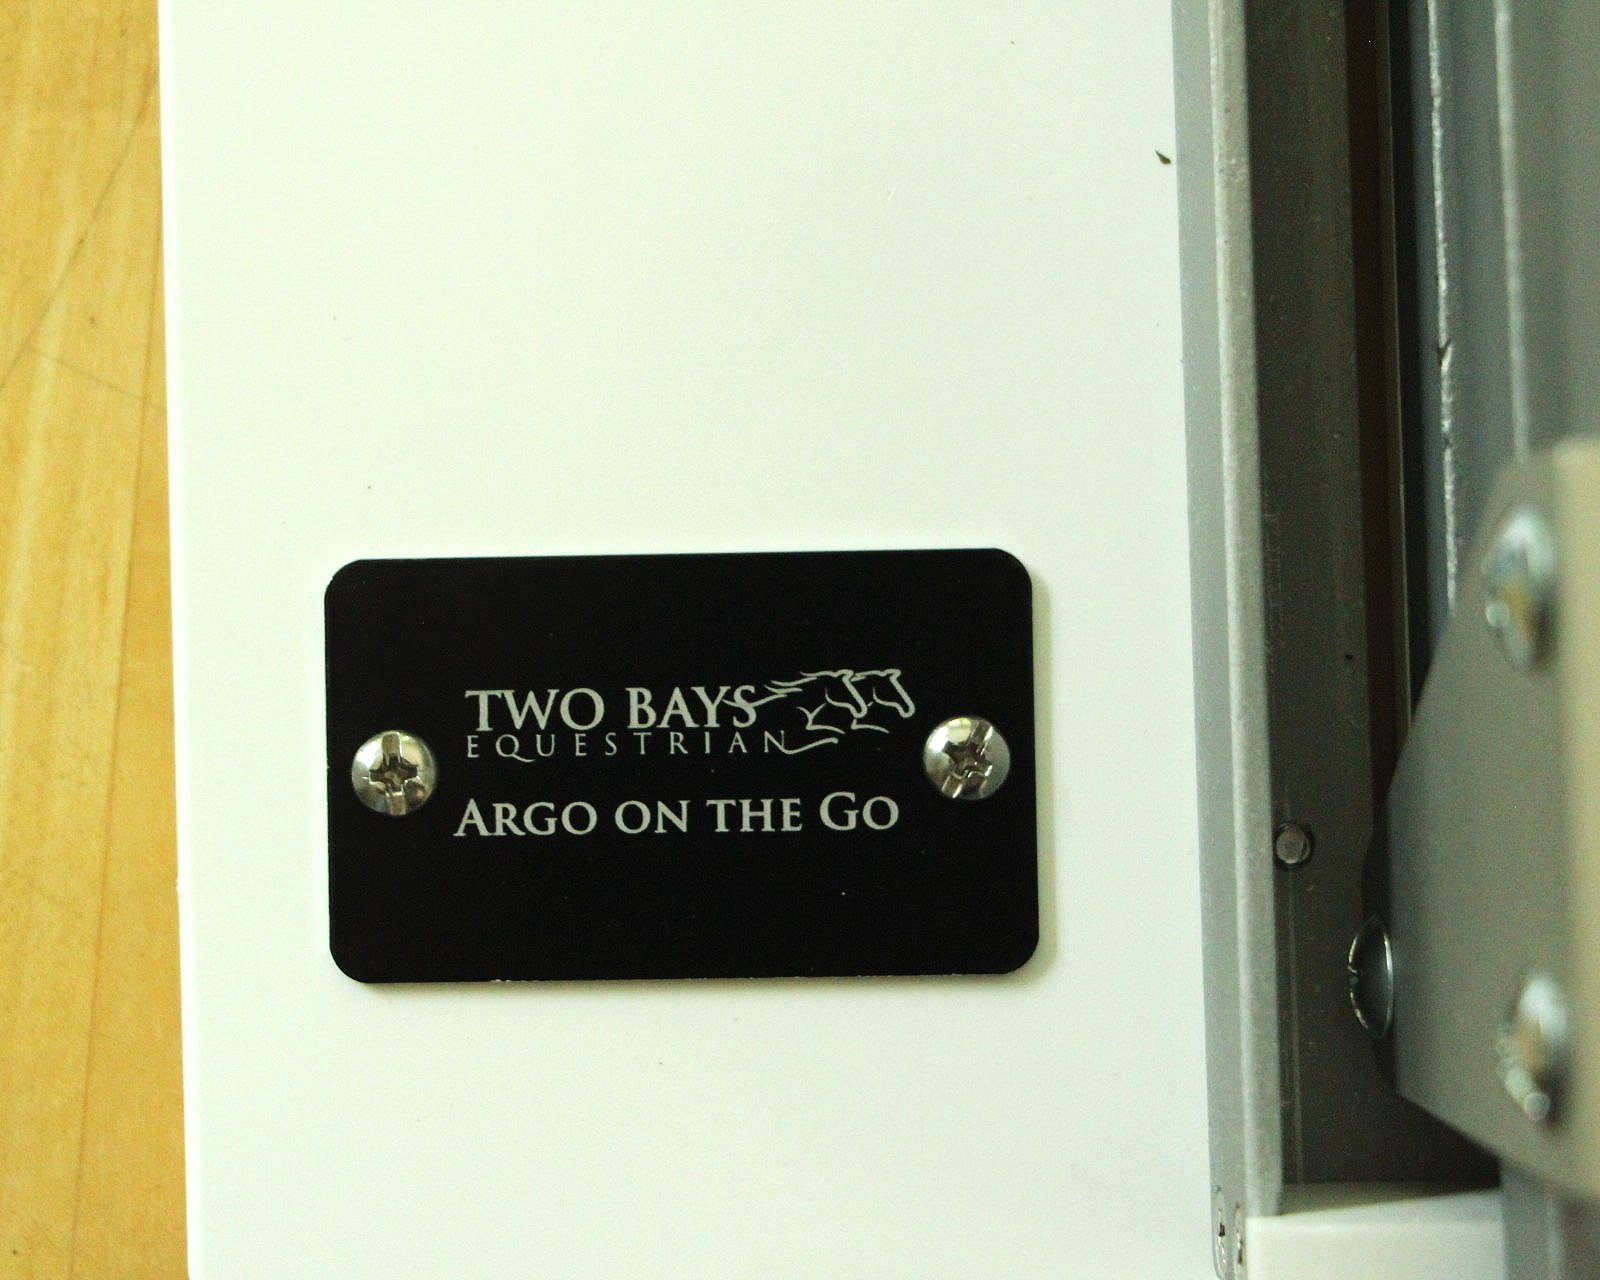 TWO BAYS
EQUESTRIAN
ARGO ON THE GO